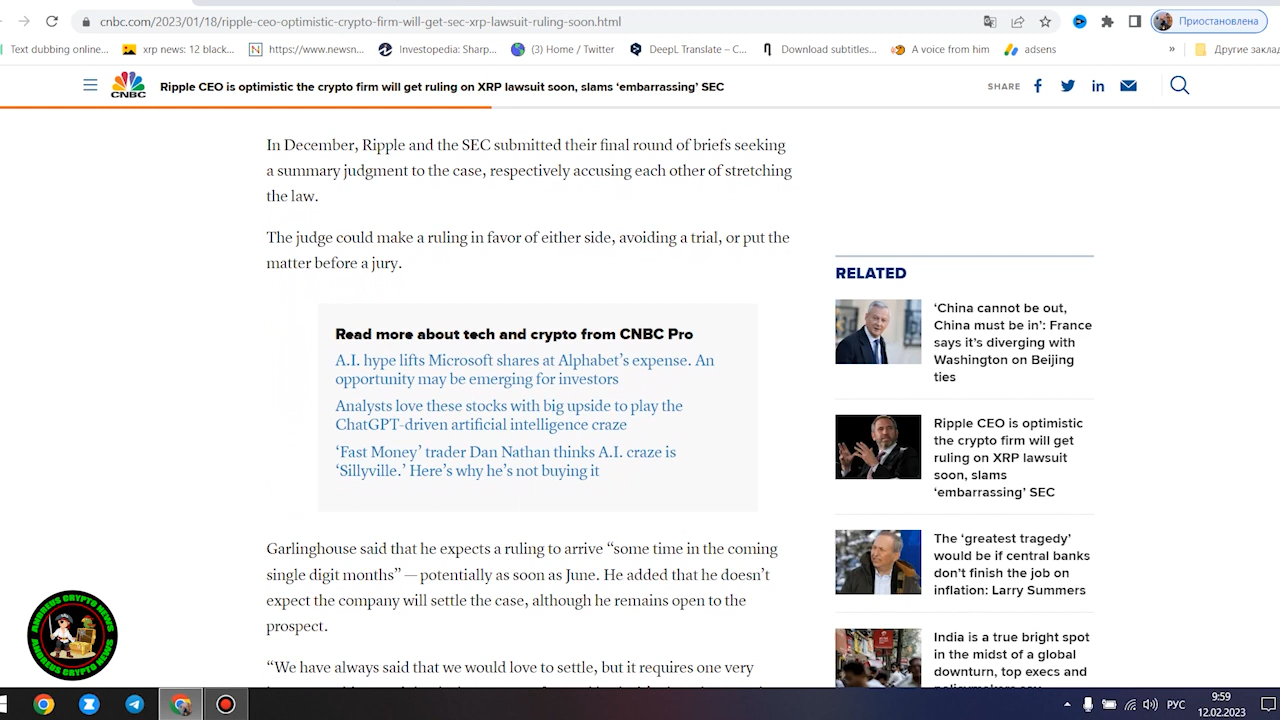 cnbc.com/2023/01/18/ripple-ceo-optimistic-crypto-firm-will-get-sec-xrp-lawsuit-ruling-soon.html
Приостановлена
Text dubbing online...
xrp news: 12 black...
https://www.newsn...
Investopedia: Sharp...
(3) Home / Twitter
DeepL Translate – C...
Download subtitles...
A voice from him
adsens
»
Другие закла
CNBC
Ripple CEO is optimistic the crypto firm will get ruling on XRP lawsuit soon, slams ‘embarrassing’ SEC
SHARE
In December, Ripple and the SEC submitted their final round of briefs seeking
a summary judgment to the case, respectively accusing each other of stretching
the law.
The judge could make a ruling in favor of either side, avoiding a trial, or put the
matter before a jury.
Read more about tech and crypto from CNBC Pro
A.I. hype lifts Microsoft shares at Alphabet’s expense. An
opportunity may be emerging for investors
Analysts love these stocks with big upside to play the
ChatGPT-driven artificial intelligence craze
‘Fast Money’ trader Dan Nathan thinks A.I. craze is
‘Sillyville.’ Here’s why he’s not buying it
Garlinghouse said that he expects a ruling to arrive “some time in the coming
single digit months” — potentially as soon as June. He added that he doesn’t
expect the company will settle the case, although he remains open to the
prospect.
“We have always said that we would love to settle, but it requires one very
RELATED
‘China cannot be out,
China must be in’: France
says it’s diverging with
Washington on Beijing
ties
Ripple CEO is optimistic
the crypto firm will get
ruling on XRP lawsuit
soon, slams
‘embarrassing’ SEC
The ‘greatest tragedy’
would be if central banks
don’t finish the job on
inflation: Larry Summers
India is a true bright spot
in the midst of a global
downturn, top execs and
ANDREUS CRYPTO NEWS
ANDREUS CRYPTO NEWS
РУС
9:59
12.02.2023